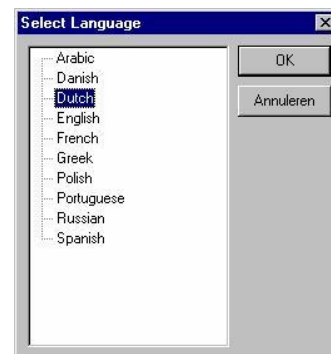 Select Language
Arabic
Danish
Dutch
English
French
Greek
Polish
Portuguese
Russian
Spanish
OK
Annuleren